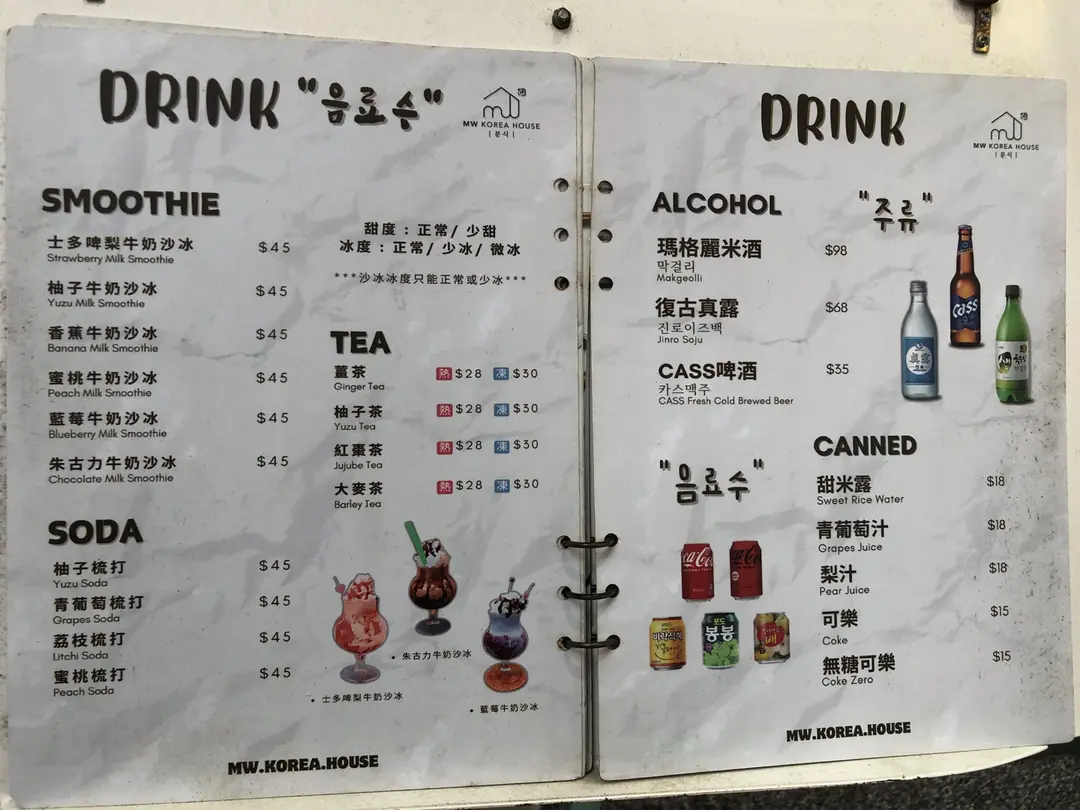 DRINK "음료수"
MW KOREA HOUSE
|분식|
SMOOTHIE
士多啤梨牛奶沙冰 $45
Strawberry Milk Smoothie
柚子牛奶沙冰 $45
Yuzu Milk Smoothie
香蕉牛奶沙冰 $45
Banana Milk Smoothie
蜜桃牛奶沙冰 $45
Peach Milk Smoothie
藍莓牛奶沙冰 $45
Blueberry Milk Smoothie
朱古力牛奶沙冰 $45
Chocolate Milk Smoothie
SODA
柚子梳打 $45
Yuzu Soda
青葡萄梳打 $45
Grapes Soda
荔枝梳打 $45
Litchi Soda
蜜桃梳打 $45
Peach Soda
甜度：正常/ 少甜
冰度：正常/ 少冰/ 微冰
***沙冰冰度只能正常或少冰***
TEA
薑茶 熱 $28 凍 $30
Ginger Tea
柚子茶 熱 $28 凍 $30
Yuzu Tea
紅棗茶 熱 $28 凍 $30
Jujube Tea
大麥茶 熱 $28 凍 $30
Barley Tea
• 朱古力牛奶沙冰
• 士多啤梨牛奶沙冰
• 藍莓牛奶沙冰
MW.KOREA.HOUSE
DRINK
MW KOREA HOUSE
|분식|
ALCOHOL "주류"
瑪格麗米酒 $98
막걸리
Makgeolli
復古真露 $68
진로이즈백
Jinro Soju
CASS啤酒 $35
카스맥주
CASS Fresh Cold Brewed Beer
cass
"음료수"
봉봉
배
CANNED
甜米露 $18
Sweet Rice Water
青葡萄汁 $18
Grapes Juice
梨汁 $18
Pear Juice
可樂 $15
Coke
無糖可樂 $15
Coke Zero
MW.KOREA.HOUSE